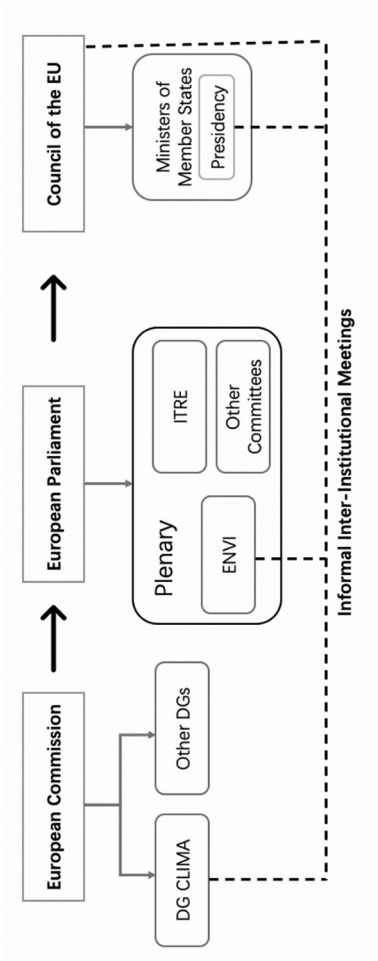 European Commission
European Parliament
Council of the EU
DG CLIMA
Other DGs
Plenary
ENVI
ITRE
Other
Committees
Ministers of
Member States
Presidency
Informal Inter-Institutional Meetings